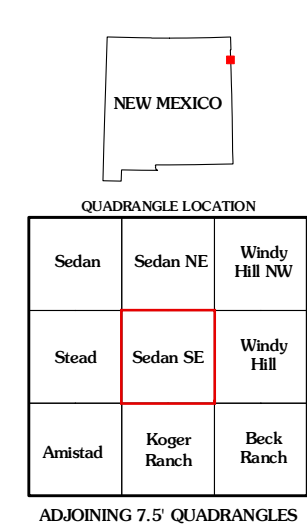 NEW MEXICO
QUADRANGLE LOCATION
Sedan
Sedan NE
Windy
Hill NW
Stead
Sedan SE
Windy
Hill
Amistad
Koger
Ranch
Beck
Ranch
ADJOINING 7.5' QUADRANGLES